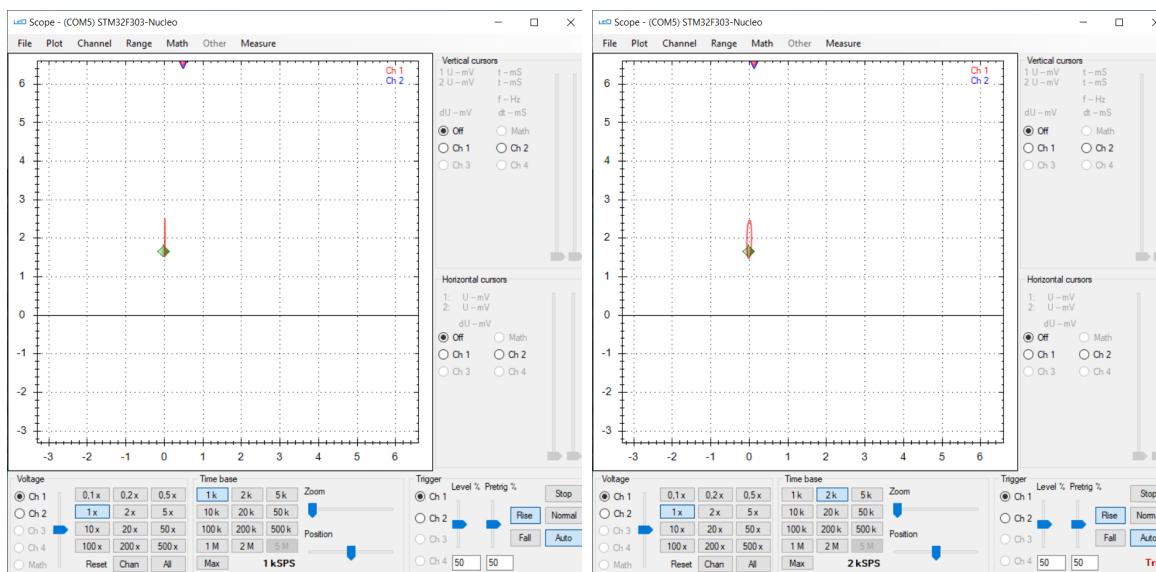 LEO Scope - (COM5) STM32F303-Nucleo
File Plot Channel Range Math Other Measure
Ch 1
Ch 2
6
5
4
3
2
1
0
-1
-2
-3
-3 -2 -1 0 1 2 3 4 5 6
Vertical cursors
1 U – mV t – mS
2 U – mV t – mS
f – Hz
dU – mV dt – mS
Off Math
Ch 1 Ch 2
Ch 3 Ch 4
Horizontal cursors
1: U – mV
2: U – mV
dU – mV
Off Math
Ch 1 Ch 2
Ch 3 Ch 4
Voltage
Ch 1
Ch 2
Ch 3
Ch 4
Math
0,1 x 0,2 x 0,5 x
1 x 2 x 5 x
10 x 20 x 50 x
100 x 200 x 500 x
Reset Chan All
Time base
1 k 2 k 5 k
10 k 20 k 50 k
100 k 200 k 500 k
1 M 2 M 5 M
Max 1 kSPS
Zoom
Position
Trigger
Ch 1
Ch 2
Ch 3
Ch 4
Level % Pretrig %
50 50
Stop
Rise Normal
Fall Auto
LEO Scope - (COM5) STM32F303-Nucleo
File Plot Channel Range Math Other Measure
Ch 1
Ch 2
6
5
4
3
2
1
0
-1
-2
-3
-3 -2 -1 0 1 2 3 4 5 6
Vertical cursors
1 U – mV t – mS
2 U – mV t – mS
f – Hz
dU – mV dt – mS
Off Math
Ch 1 Ch 2
Ch 3 Ch 4
Horizontal cursors
1: U – mV
2: U – mV
dU – mV
Off Math
Ch 1 Ch 2
Ch 3 Ch 4
Voltage
Ch 1
Ch 2
Ch 3
Ch 4
Math
0,1 x 0,2 x 0,5 x
1 x 2 x 5 x
10 x 20 x 50 x
100 x 200 x 500 x
Reset Chan All
Time base
1 k 2 k 5 k
10 k 20 k 50 k
100 k 200 k 500 k
1 M 2 M 5 M
Max 2 kSPS
Zoom
Position
Trigger
Ch 1
Ch 2
Ch 3
Ch 4
Level % Pretrig %
50 50
Stop
Rise Norm
Fall Auto
Tr